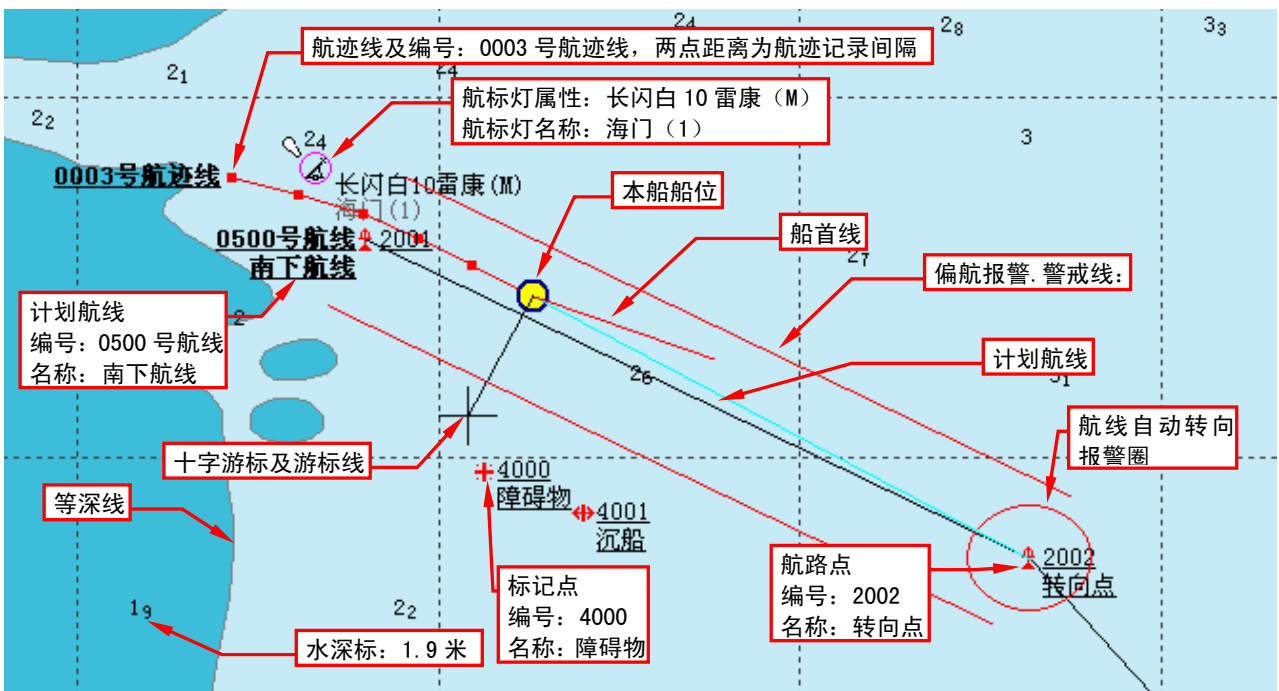 2₄
2₈
3₃
航迹线及编号：0003 号航迹线，两点距离为航迹记录间隔
2₁
2₄
航标灯属性：长闪白 10 雷康（M）
航标灯名称：海门（1）
2₂
2₄
3
0003号航迹线
长闪白10雷康(M)
海门(1)
本船船位
0500号航线
2001
南下航线
船首线
2₇
偏航报警.警戒线：
计划航线
编号：0500 号航线
名称：南下航线
2
计划航线
2₆
3₁
航线自动转向
报警圈
十字游标及游标线
4000
障碍物
等深线
4001
沉船
2002
转向点
航路点
编号：2002
名称：转向点
标记点
编号：4000
名称：障碍物
1₉
2₂
水深标：1.9 米